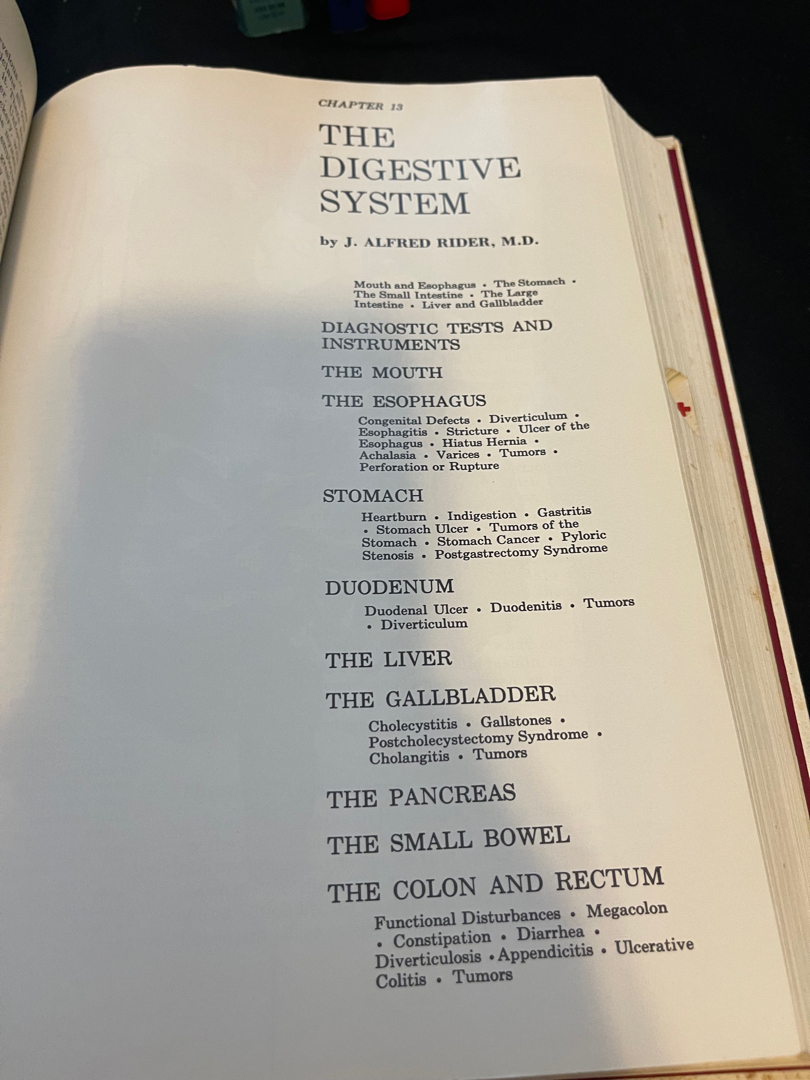 CHAPTER 13
THE
DIGESTIVE
SYSTEM
by J. ALFRED RIDER, M.D.
Mouth and Esophagus • The Stomach •
The Small Intestine • The Large
Intestine • Liver and Gallbladder
DIAGNOSTIC TESTS AND
INSTRUMENTS
THE MOUTH
THE ESOPHAGUS
Congenital Defects • Diverticulum •
Esophagitis • Stricture • Ulcer of the
Esophagus • Hiatus Hernia •
Achalasia • Varices • Tumors •
Perforation or Rupture
STOMACH
Heartburn • Indigestion • Gastritis
• Stomach Ulcer • Tumors of the
Stomach • Stomach Cancer • Pyloric
Stenosis • Postgastrectomy Syndrome
DUODENUM
Duodenal Ulcer • Duodenitis • Tumors
• Diverticulum
THE LIVER
THE GALLBLADDER
Cholecystitis • Gallstones •
Postcholecystectomy Syndrome •
Cholangitis • Tumors
THE PANCREAS
THE SMALL BOWEL
THE COLON AND RECTUM
Functional Disturbances • Megacolon
• Constipation • Diarrhea •
Diverticulosis • Appendicitis • Ulcerative
Colitis • Tumors